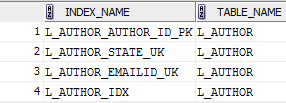 INDEX_NAME TABLE_NAME
1 L_AUTHOR_AUTHOR_ID_PK L_AUTHOR
2 L_AUTHOR_STATE_UK L_AUTHOR
3 L_AUTHOR_EMAILID_UK L_AUTHOR
4 L_AUTHOR_IDX L_AUTHOR